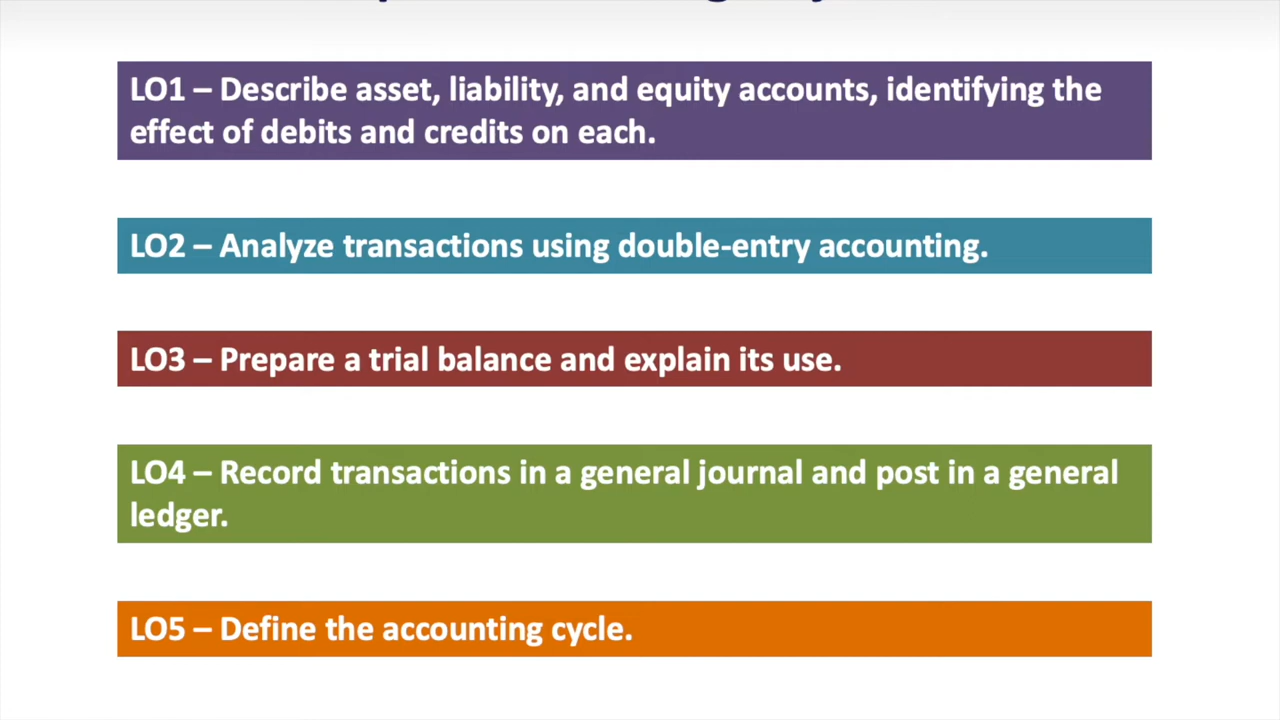 LO1 – Describe asset, liability, and equity accounts, identifying the
effect of debits and credits on each.
LO2 – Analyze transactions using double-entry accounting.
LO3 – Prepare a trial balance and explain its use.
LO4 – Record transactions in a general journal and post in a general
ledger.
LO5 – Define the accounting cycle.